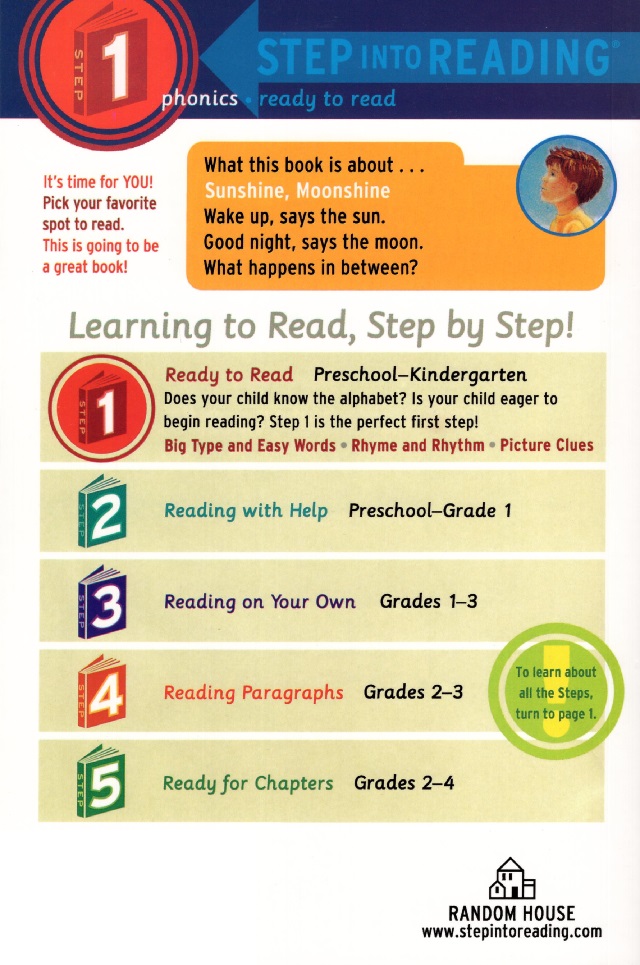 STEP 1
STEP INTO READING®
phonics • ready to read
It's time for YOU!
Pick your favorite
spot to read.
This is going to be
a great book!
What this book is about . . .
Sunshine, Moonshine
Wake up, says the sun.
Good night, says the moon.
What happens in between?
Learning to Read, Step by Step!
STEP 1
Ready to Read Preschool–Kindergarten
Does your child know the alphabet? Is your child eager to
begin reading? Step 1 is the perfect first step!
Big Type and Easy Words • Rhyme and Rhythm • Picture Clues
STEP 2
Reading with Help Preschool–Grade 1
STEP 3
Reading on Your Own Grades 1–3
STEP 4
Reading Paragraphs Grades 2–3
To learn about
all the Steps,
turn to page 1.
STEP 5
Ready for Chapters Grades 2–4
RANDOM HOUSE
www.stepintoreading.com